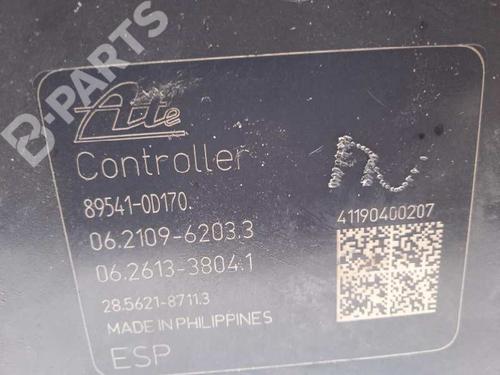 B-PARTS
Ate
Controller
89541-0D170.
06.2109-6203.3
06.2613-3804.1
28.5621-8711.3
MADE IN PHILIPPINES
ESP
41190400207